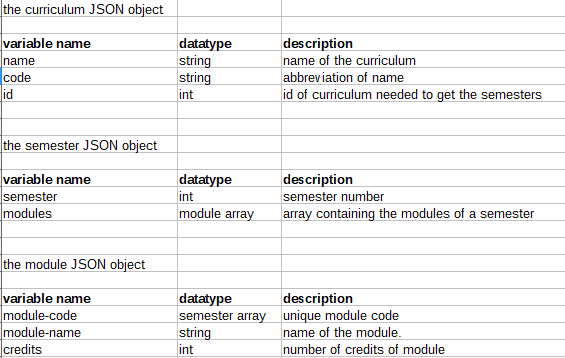 the curriculum JSON object
variable name datatype description
name string name of the curriculum
code string abbreviation of name
id int id of curriculum needed to get the semesters
the semester JSON object
variable name datatype description
semester int semester number
modules module array array containing the modules of a semester
the module JSON object
variable name datatype description
module-code semester array unique module code
module-name string name of the module.
credits int number of credits of module